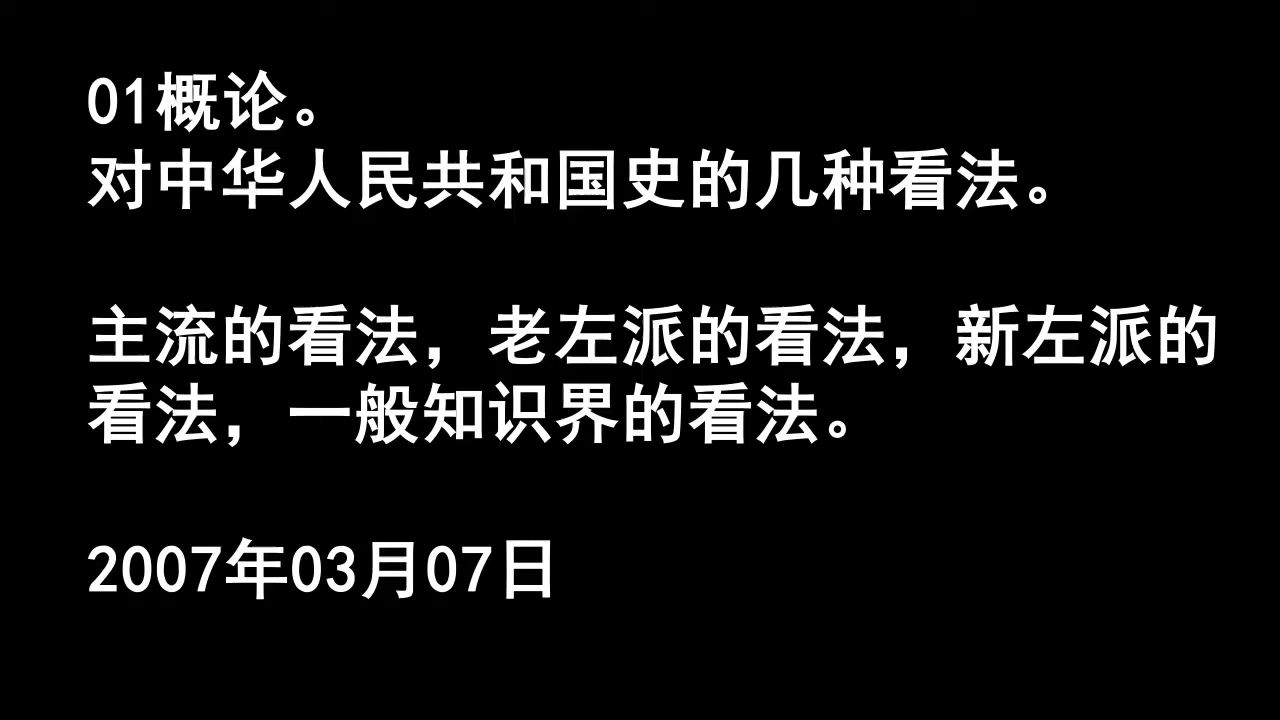 01概论。
对中华人民共和国史的几种看法。
主流的看法，老左派的看法，新左派的
看法，一般知识界的看法。
2007年03月07日